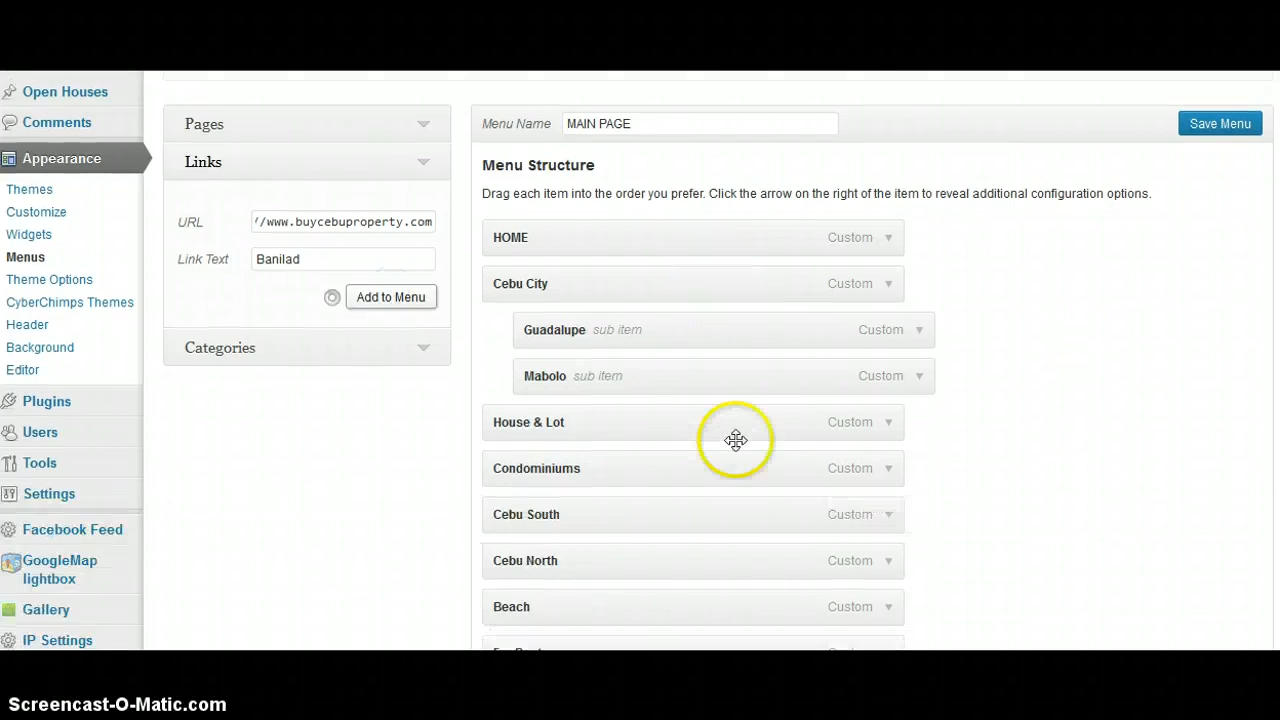 Open Houses
Comments
Appearance
Themes
Customize
Widgets
Menus
Theme Options
CyberChimps Themes
Header
Background
Editor
Plugins
Users
Tools
Settings
Facebook Feed
GoogleMap
lightbox
Gallery
IP Settings
Pages
Links
URL //www.buycebuproperty.com
Link Text Banilad
Add to Menu
Categories
Menu Name MAIN PAGE Save Menu
Menu Structure
Drag each item into the order you prefer. Click the arrow on the right of the item to reveal additional configuration options.
HOME Custom
Cebu City Custom
Guadalupe sub item Custom
Mabolo sub item Custom
House & Lot Custom
Condominiums Custom
Cebu South Custom
Cebu North Custom
Beach Custom
Screencast-O-Matic.com